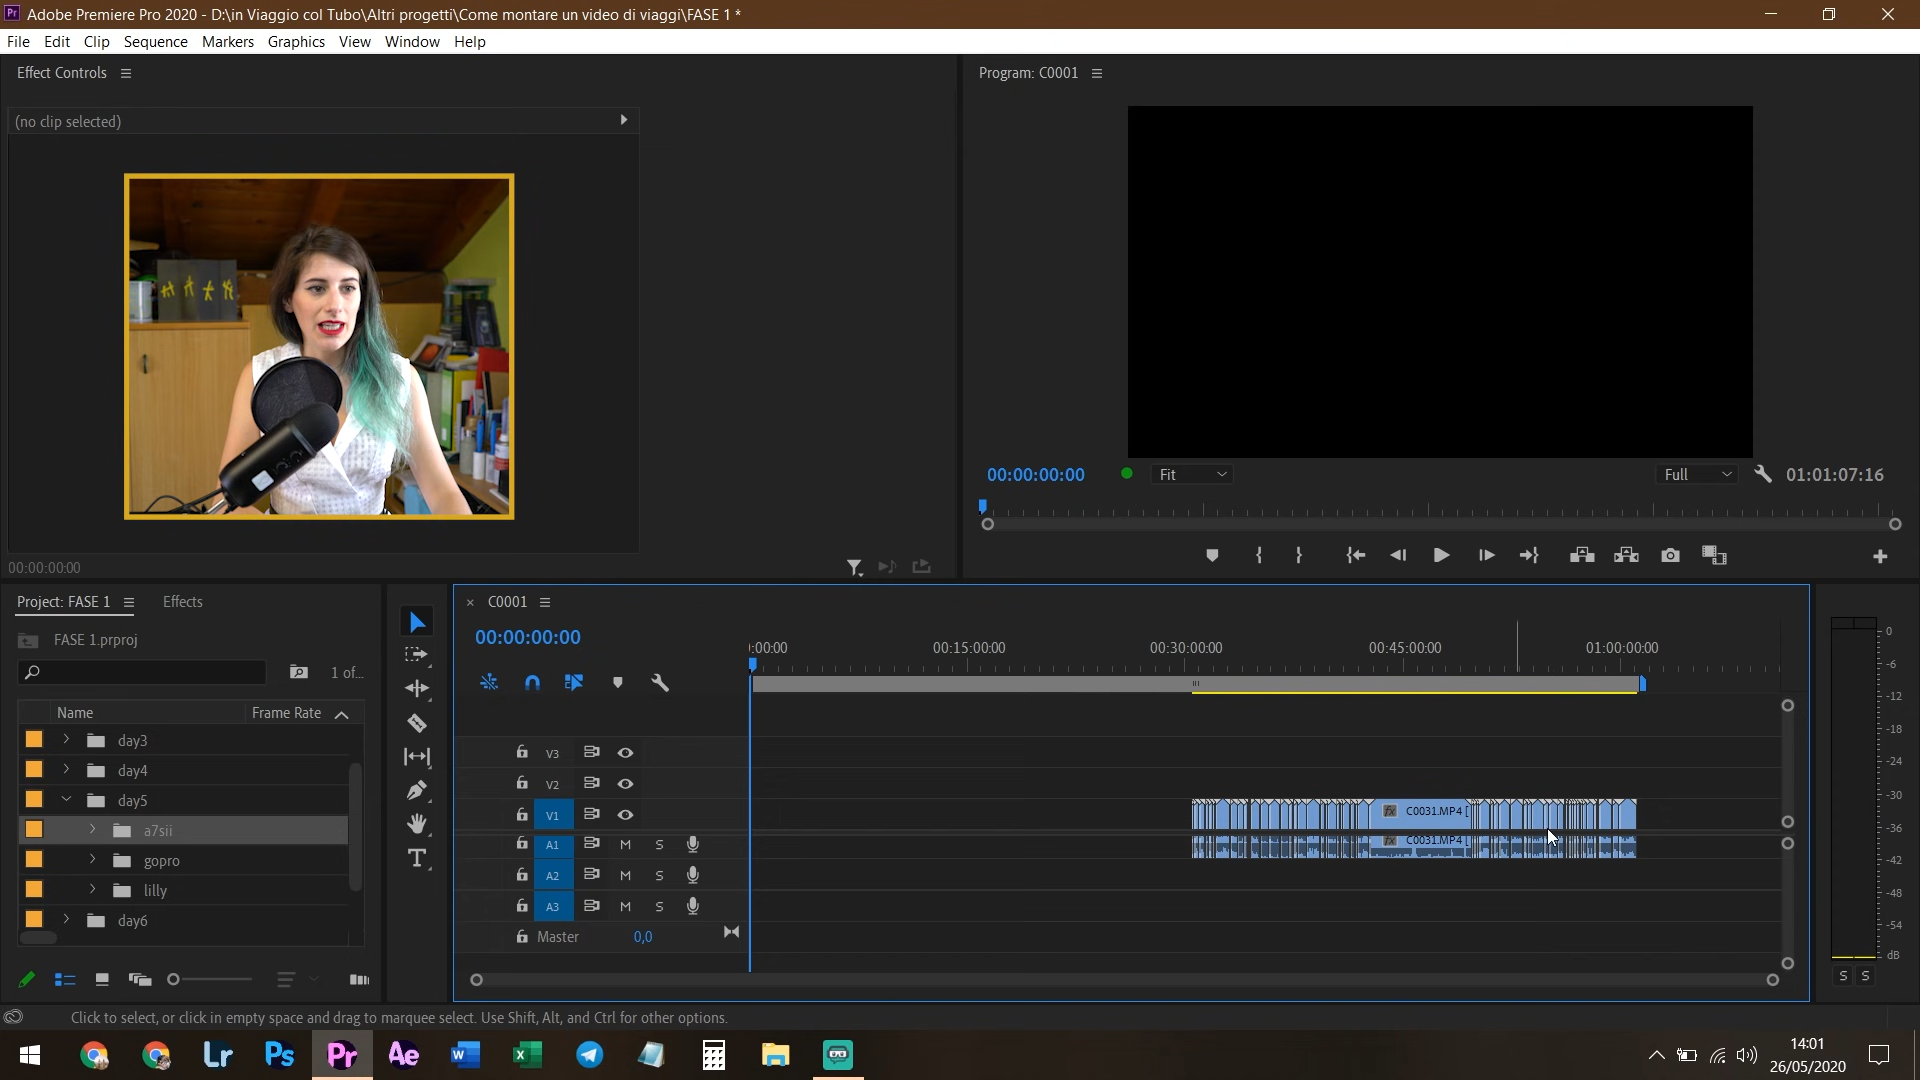 Pr Adobe Premiere Pro 2020 - D:\in Viaggio col Tubo\Altri progetti\Come montare un video di viaggi\FASE 1 *
File Edit Clip Sequence Markers Graphics View Window Help
Effect Controls
Program: C0001
(no clip selected)
00:00:00:00
Fit
Full
01:01:07:16
00:00:00:00
Project: FASE 1
Effects
FASE 1.prproj
1 of...
Name
Frame Rate
day3
day4
day5
a7sii
gopro
lilly
day6
C0001
00:00:00:00
:00:00
00:15:00:00
00:30:00:00
00:45:00:00
01:00:00:00
V3
V2
V1
fx C0031.MP4 [
A1 M S
fx C0031.MP4 [
A2 M S
A3 M S
Master 0,0
0
-6
-12
-18
-24
-30
-36
-42
-48
-54
dB
S S
Click to select, or click in empty space and drag to marquee select. Use Shift, Alt, and Ctrl for other options.
Lr Ps Pr Ae W X
14:01
26/05/2020